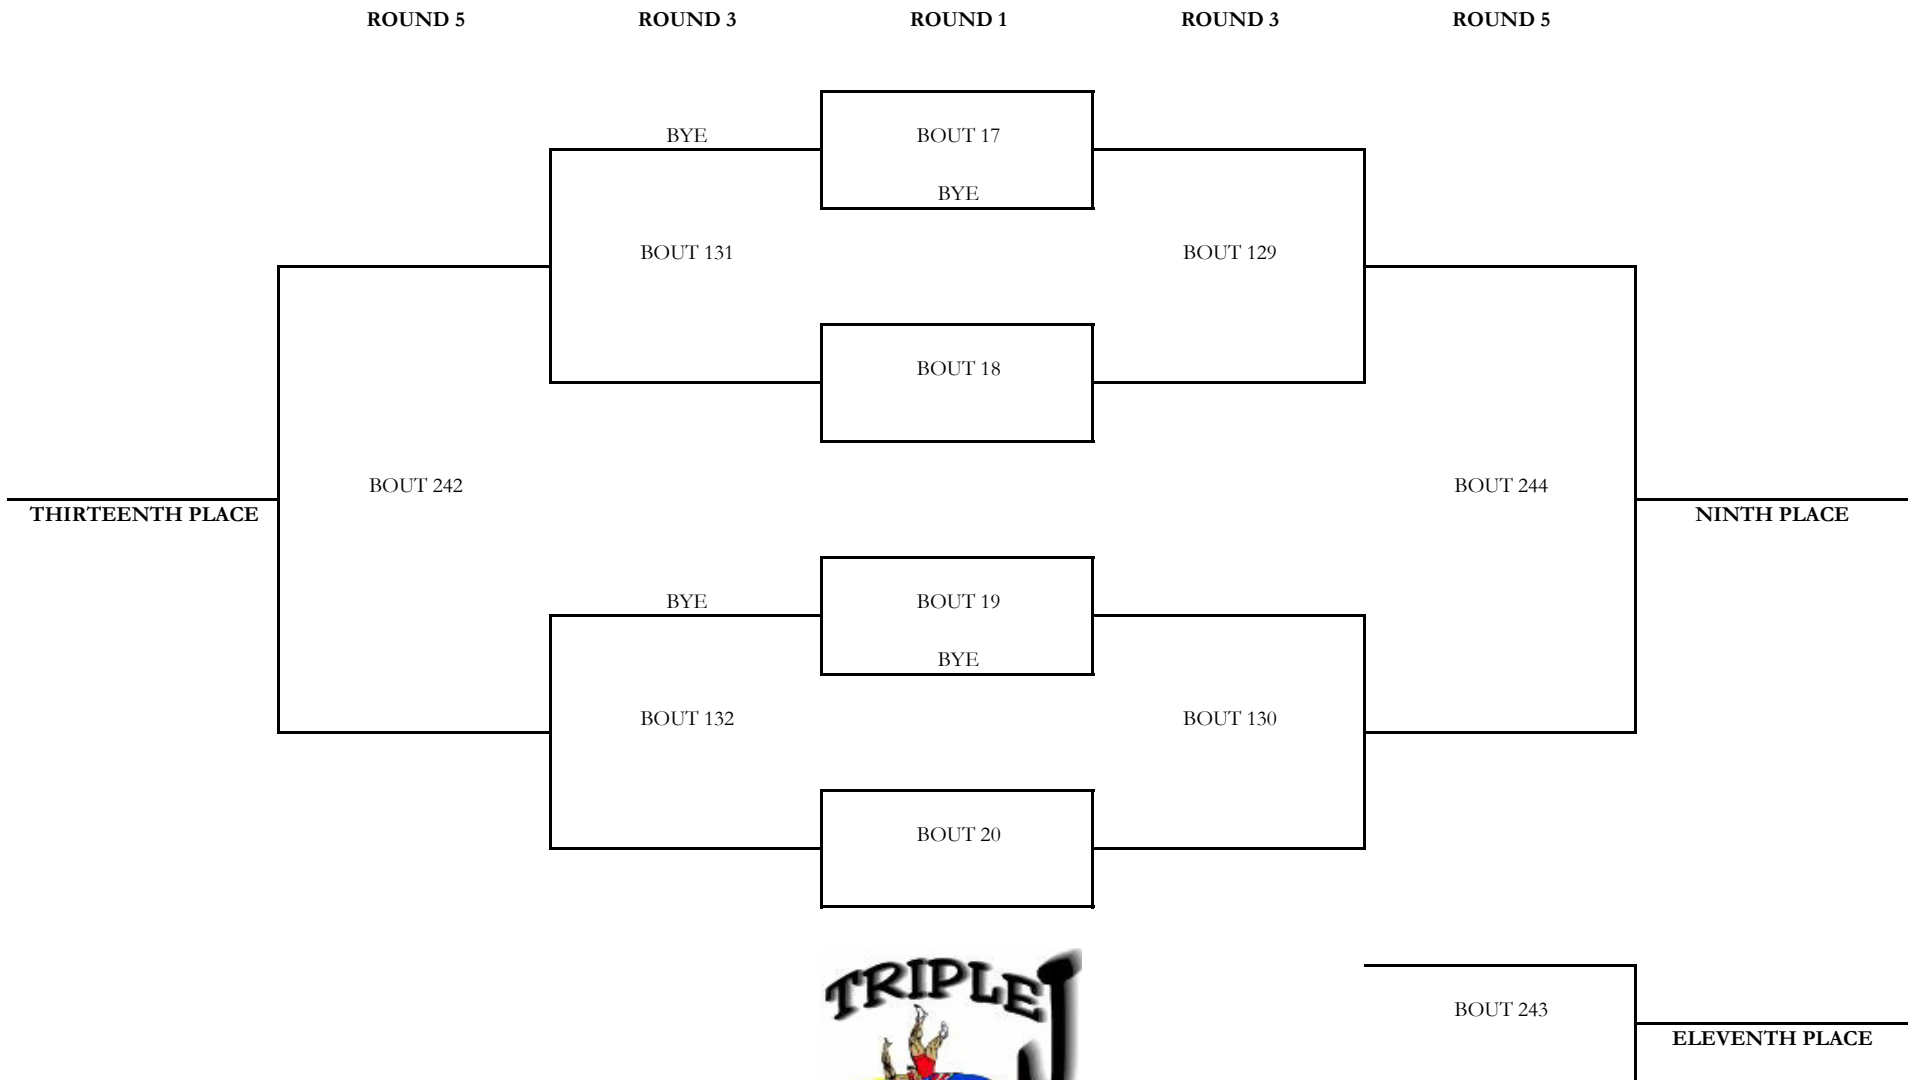 ROUND 5 ROUND 3 ROUND 1 ROUND 3 ROUND 5
BYE BOUT 17
BYE
BOUT 131 BOUT 129
BOUT 18
BOUT 242 BOUT 244
THIRTEENTH PLACE NINTH PLACE
BYE BOUT 19
BYE
BOUT 132 BOUT 130
BOUT 20
TRIPLE J
BOUT 243
ELEVENTH PLACE